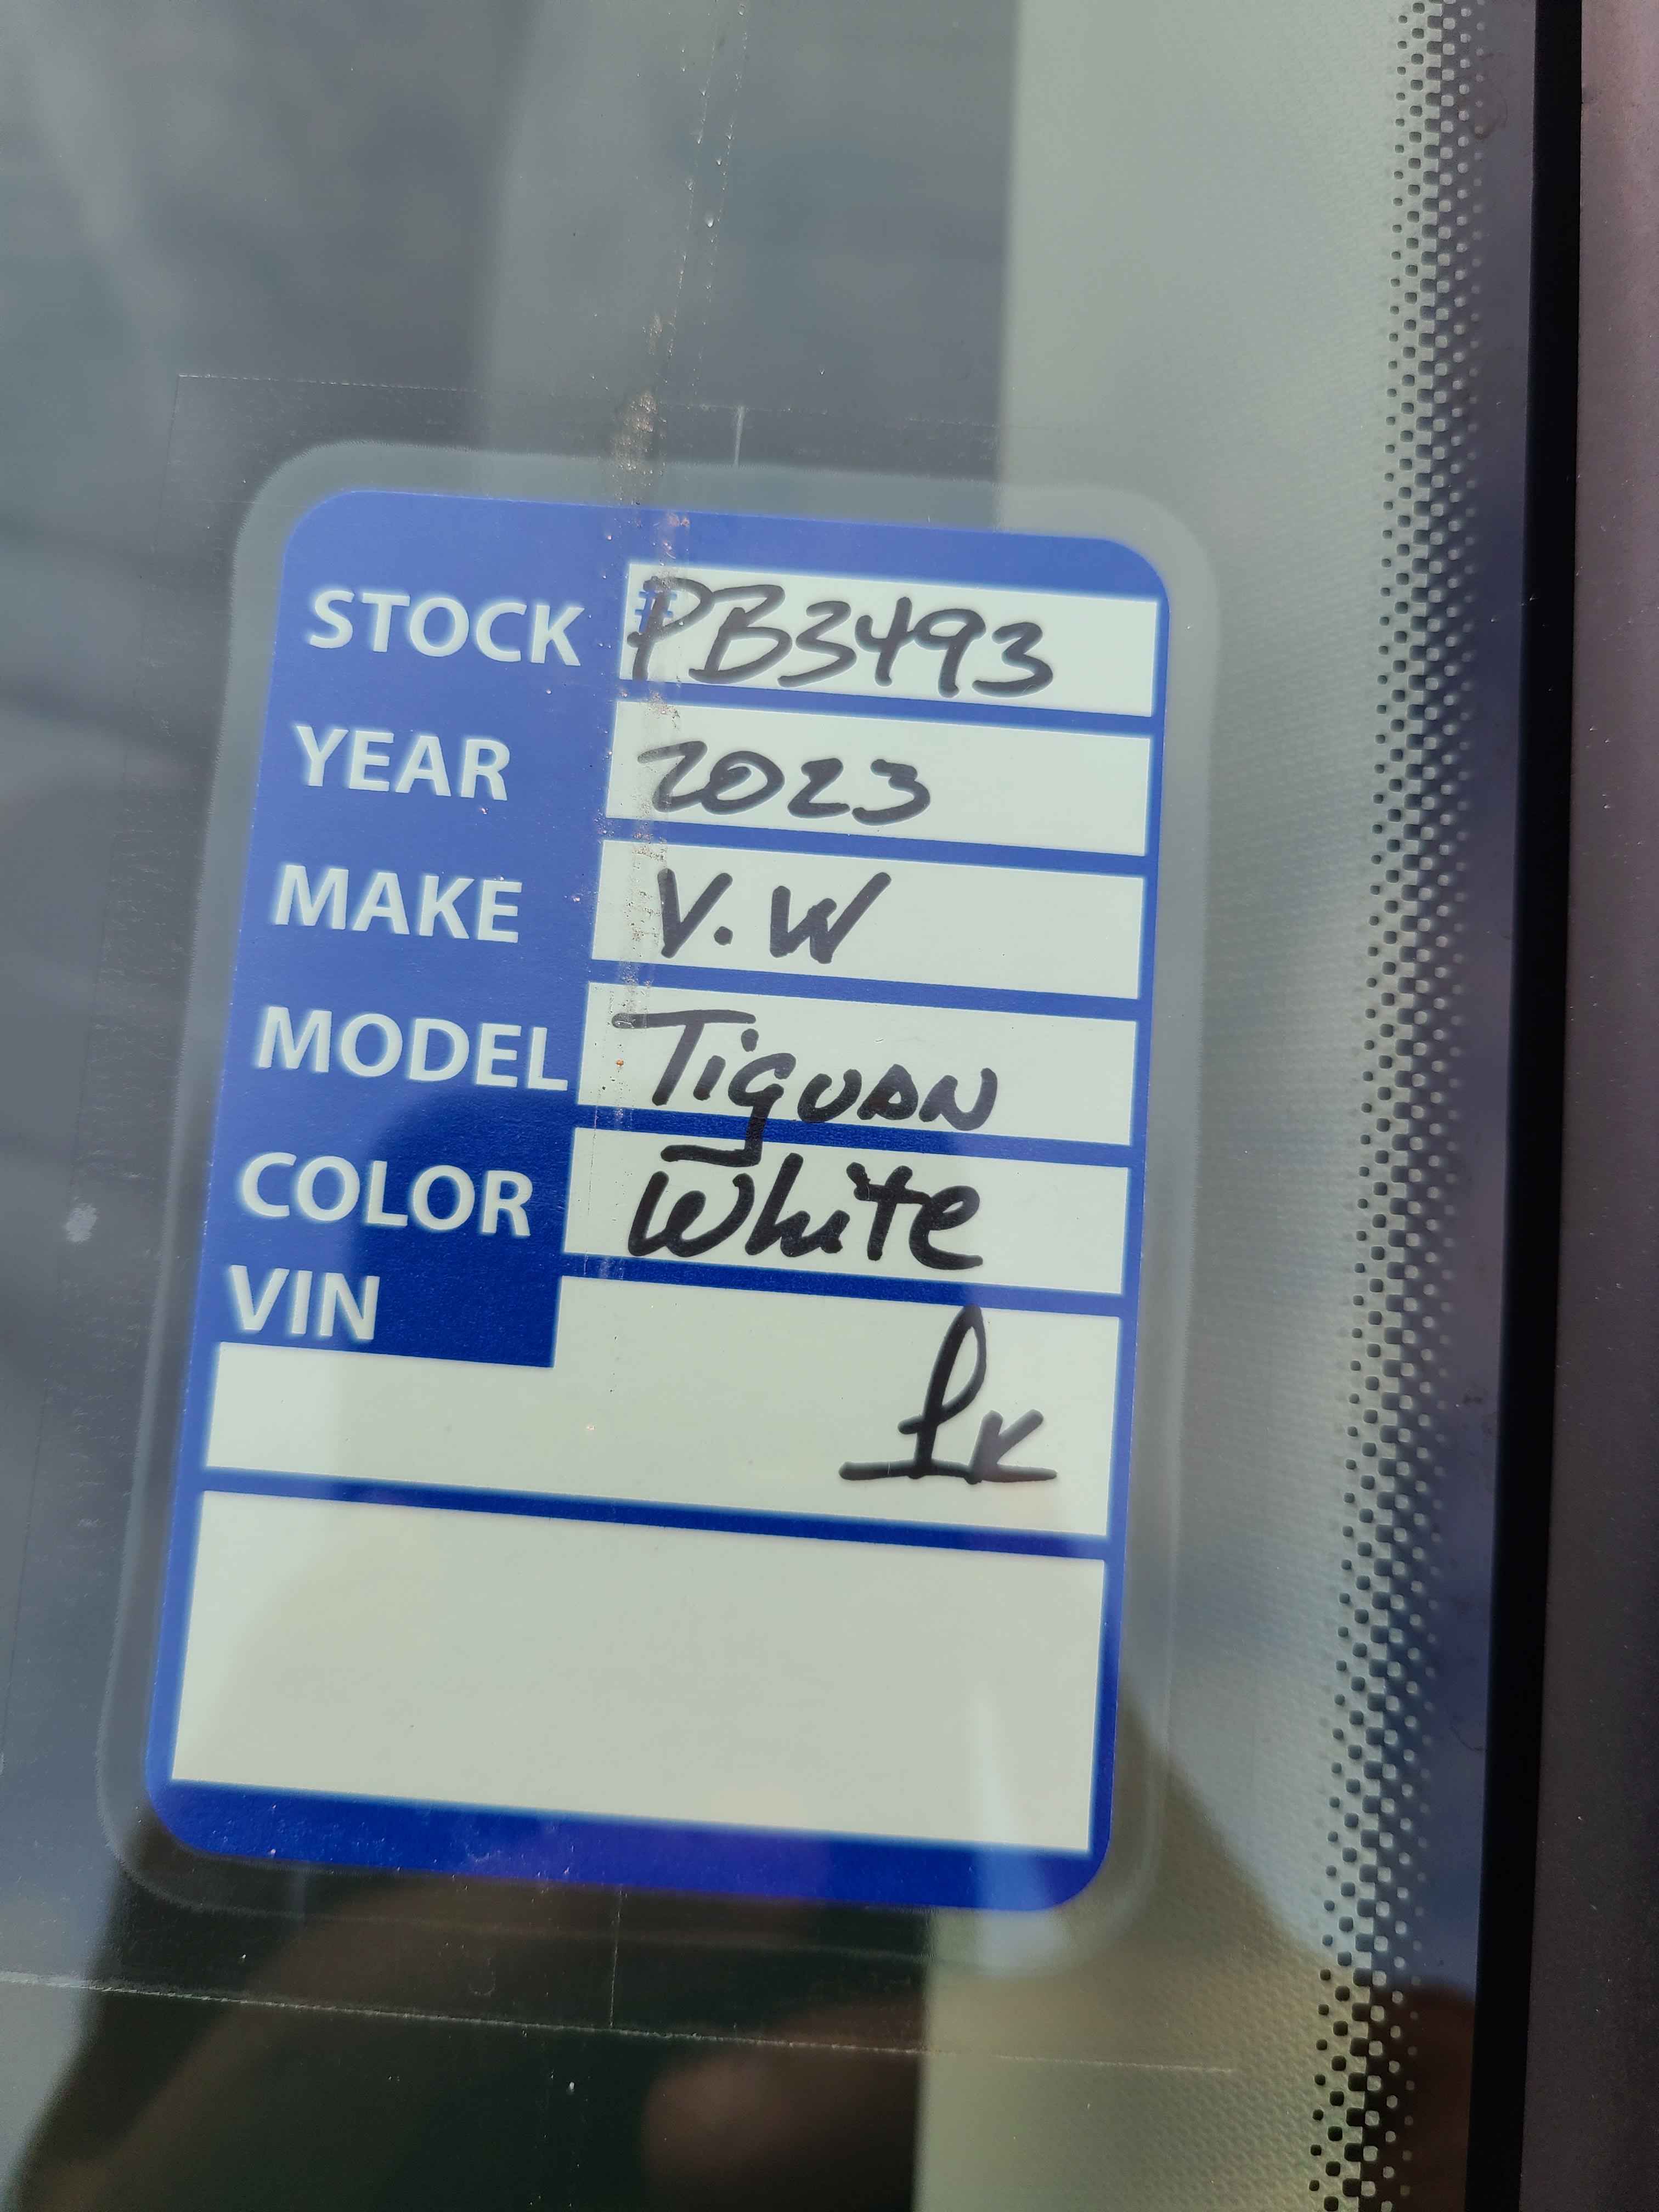 STOCK # PB3493
YEAR 2023
MAKE V.W
MODEL Tiguan
COLOR White
VIN